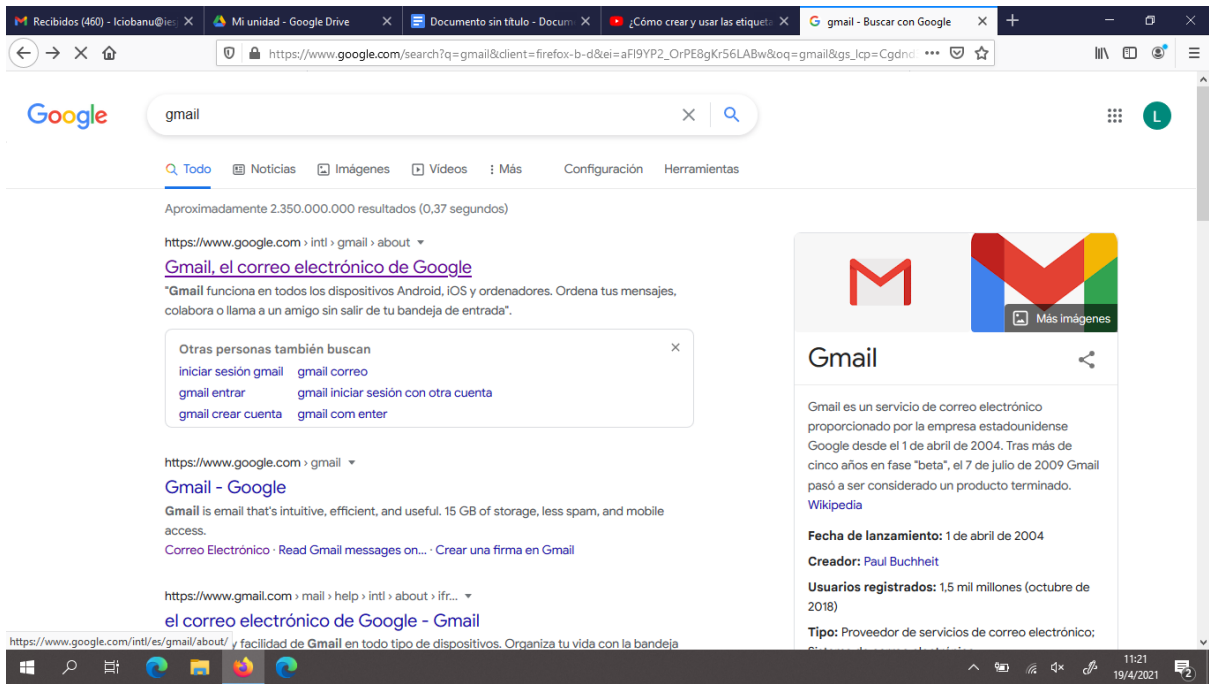 Recibidos (460) - lciobanu@ies
Mi unidad - Google Drive
Documento sin título - Docum
¿Cómo crear y usar las etiqueta
gmail - Buscar con Google
https://www.google.com/search?q=gmail&client=firefox-b-d&ei=aFI9YP2_OrPE8gKr56LABw&oq=gmail&gs_lcp=Cgdnd
Google
gmail
L
Todo
Noticias
Imágenes
Vídeos
Más
Configuración
Herramientas
Aproximadamente 2.350.000.000 resultados (0,37 segundos)
https://www.google.com › intl › gmail › about
Gmail, el correo electrónico de Google
"Gmail funciona en todos los dispositivos Android, iOS y ordenadores. Ordena tus mensajes,
colabora o llama a un amigo sin salir de tu bandeja de entrada".
Otras personas también buscan
iniciar sesión gmail
gmail correo
gmail entrar
gmail iniciar sesión con otra cuenta
gmail crear cuenta
gmail com enter
https://www.google.com › gmail
Gmail - Google
Gmail is email that's intuitive, efficient, and useful. 15 GB of storage, less spam, and mobile
access.
Correo Electrónico · Read Gmail messages on... · Crear una firma en Gmail
https://www.gmail.com › mail › help › intl › about › ifr...
el correo electrónico de Google - Gmail
y facilidad de Gmail en todo tipo de dispositivos. Organiza tu vida con la bandeja
https://www.google.com/intl/es/gmail/about/
Más imágenes
Gmail
Gmail es un servicio de correo electrónico
proporcionado por la empresa estadounidense
Google desde el 1 de abril de 2004. Tras más de
cinco años en fase "beta", el 7 de julio de 2009 Gmail
pasó a ser considerado un producto terminado.
Wikipedia
Fecha de lanzamiento: 1 de abril de 2004
Creador: Paul Buchheit
Usuarios registrados: 1,5 mil millones (octubre de
2018)
Tipo: Proveedor de servicios de correo electrónico;
11:21
19/4/2021
2